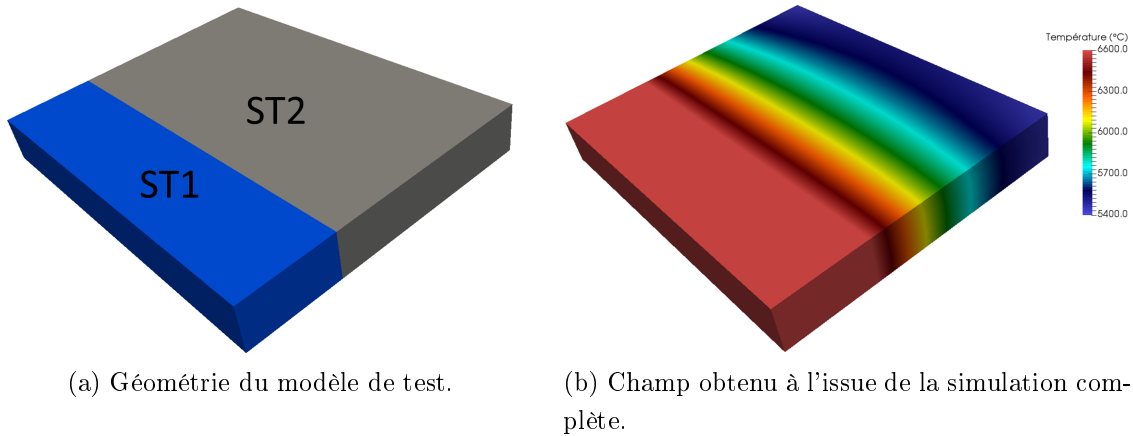 ST2
ST1
Température (°C)
6600.0
6300.0
6000.0
5700.0
5400.0
(a) Géométrie du modèle de test.
(b) Champ obtenu à l'issue de la simulation com-
plète.